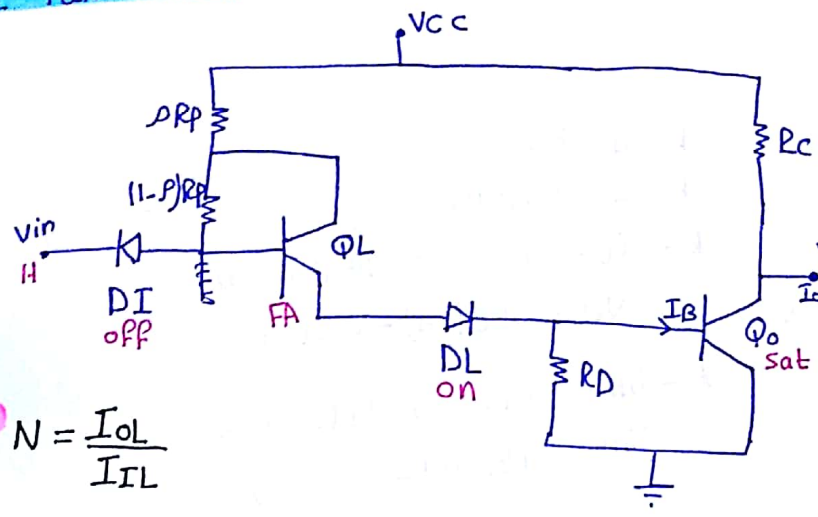 VCC
ρRp
RC
(1-ρ)Rp
Vin
H
QL
DI
off
FA
DL
on
IB
Qo
sat
RD
N = IOL
IIL